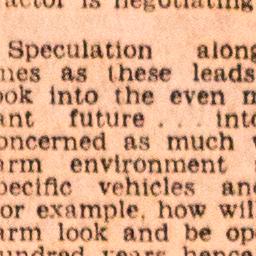 actor is negotiating
Speculation along
nes as these leads
ook into the even m
ant future . . . into
oncerned as much w
arm environment
pecific vehicles an
or example, how will
arm look and be op
undred years hence